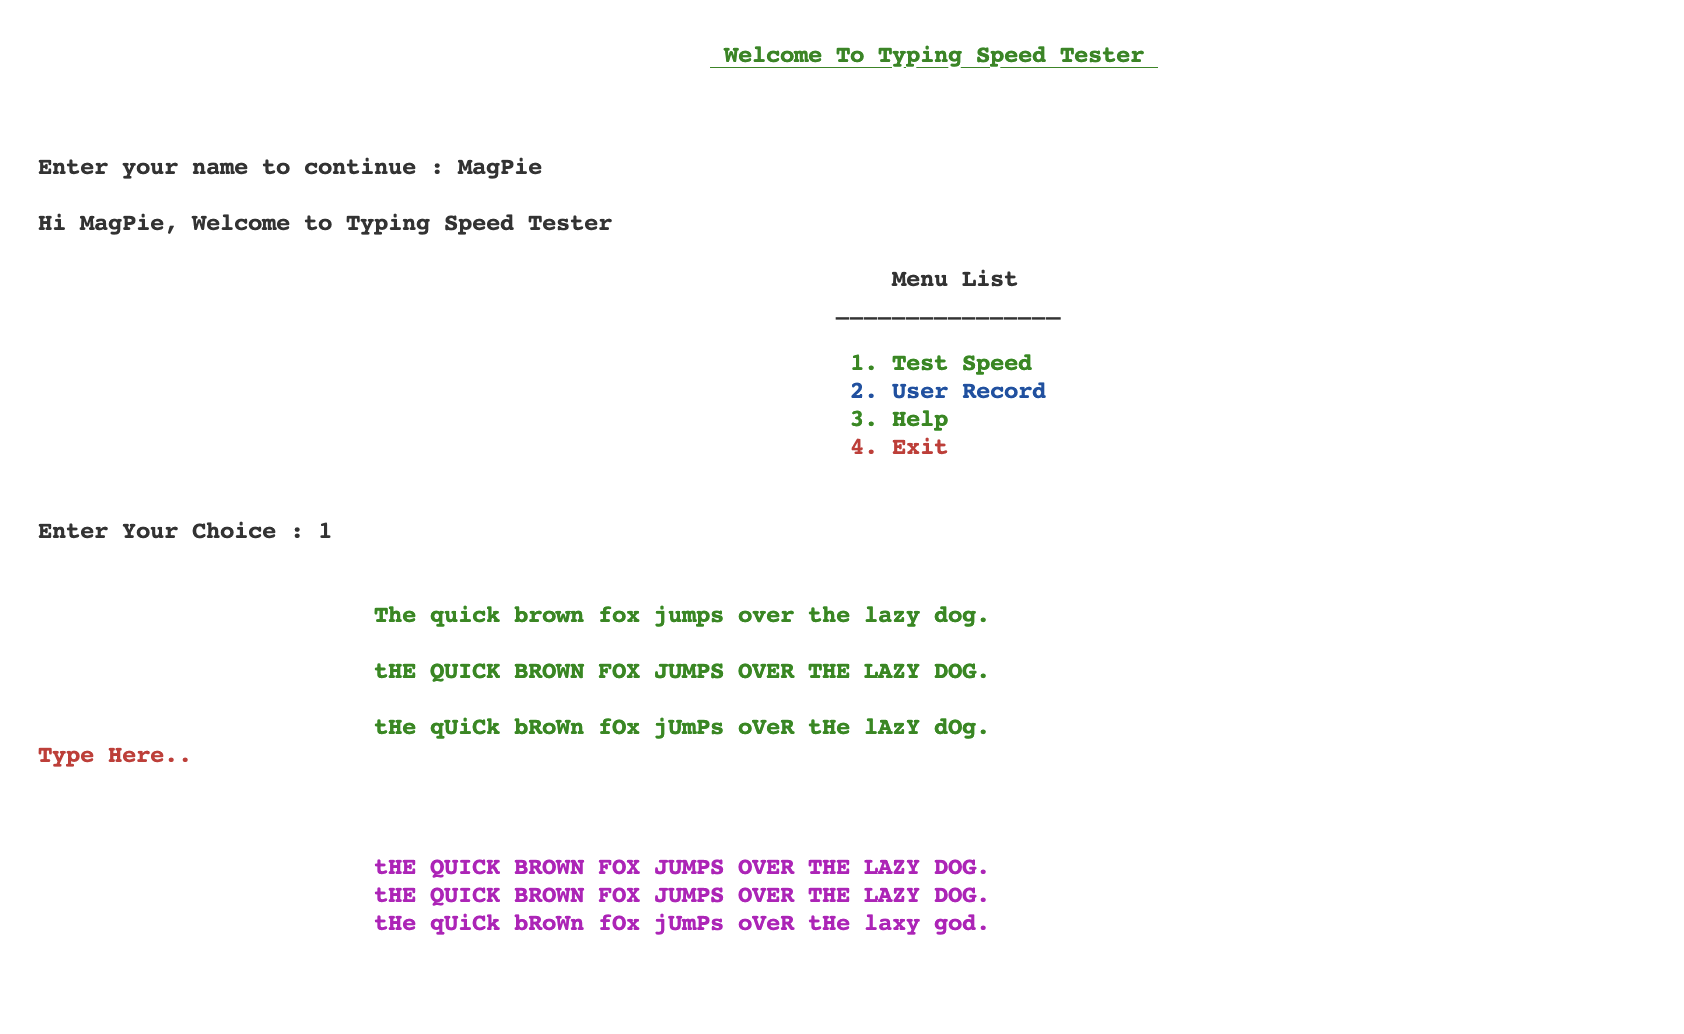 Welcome To Typing Speed Tester
Enter your name to continue : MagPie
Hi MagPie, Welcome to Typing Speed Tester
Menu List
________________
1. Test Speed
2. User Record
3. Help
4. Exit
Enter Your Choice : 1
The quick brown fox jumps over the lazy dog.
tHE QUICK BROWN FOX JUMPS OVER THE LAZY DOG.
tHe qUiCk bRoWn fOx jUmPs oVeR tHe lAzY dOg.
Type Here..
tHE QUICK BROWN FOX JUMPS OVER THE LAZY DOG.
tHE QUICK BROWN FOX JUMPS OVER THE LAZY DOG.
tHe qUiCk bRoWn fOx jUmPs oVeR tHe laxy god.